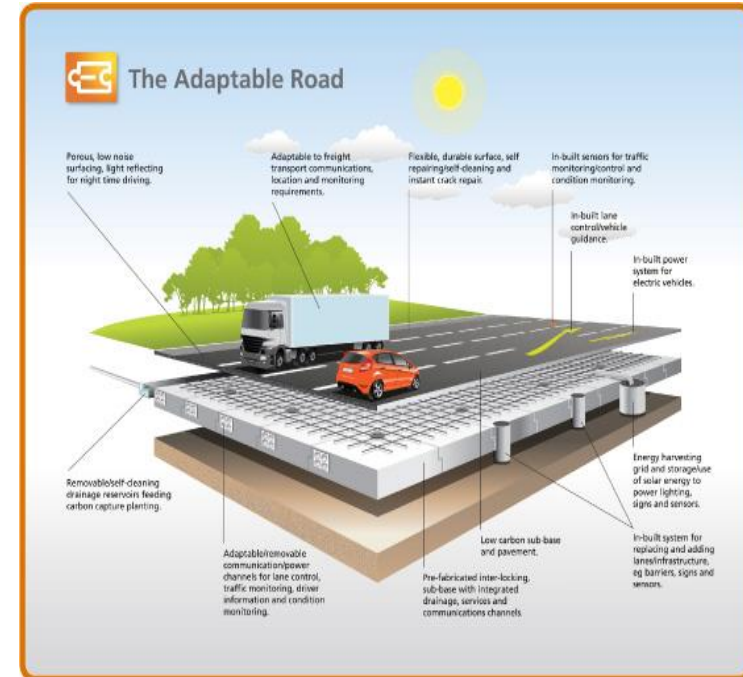 The Adaptable Road
Porous, low noise
surfacing, light reflecting
for night time driving.
Adaptable to freight
transport communications,
location and monitoring
requirements.
Flexible, durable surface, self
repairing/self-cleaning and
instant crack repair.
In-built sensors for traffic
monitoring/control and
condition monitoring.
In-built lane
control/vehicle
guidance.
In-built power
system for
electric vehicles.
Removable/self-cleaning
drainage reservoirs feeding
carbon capture planting.
Adaptable/removable
communication/power
channels for lane control,
traffic monitoring, driver
information and condition
monitoring.
Pre-fabricated inter-locking,
sub-base with integrated
drainage, services and
communications channels.
Low carbon sub-base
and pavement.
Energy harvesting
grid and storage/use
of solar energy to
power lighting,
signs and sensors.
In-built system for
replacing and adding
lanes/infrastructure,
eg barriers, signs and
sensors.